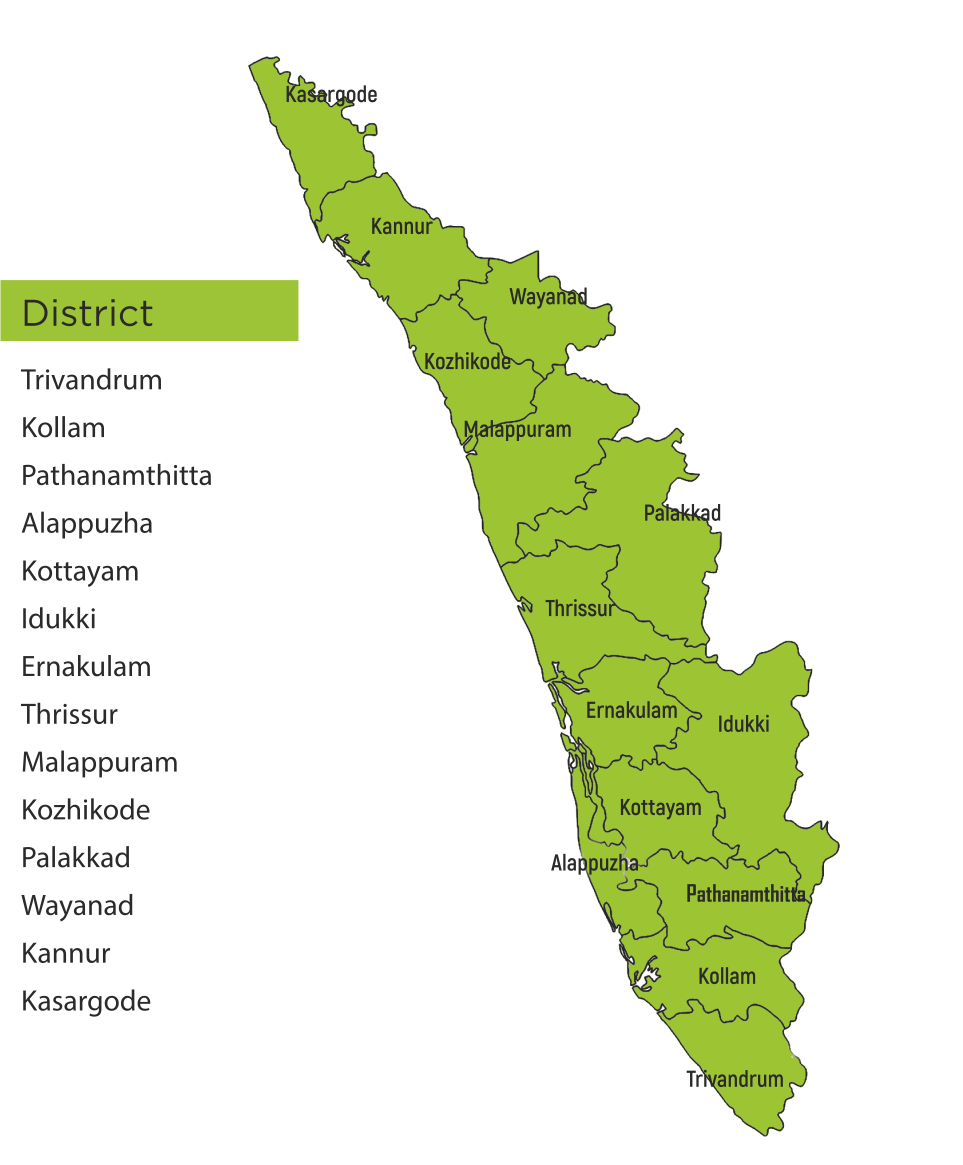 District
Trivandrum
Kollam
Pathanamthitta
Alappuzha
Kottayam
Idukki
Ernakulam
Thrissur
Malappuram
Kozhikode
Palakkad
Wayanad
Kannur
Kasargode
Kasargode
Kannur
Wayanad
Kozhikode
Malappuram
Palakkad
Thrissur
Ernakulam
Idukki
Kottayam
Alappuzha
Pathanamthitta
Kollam
Trivandrum